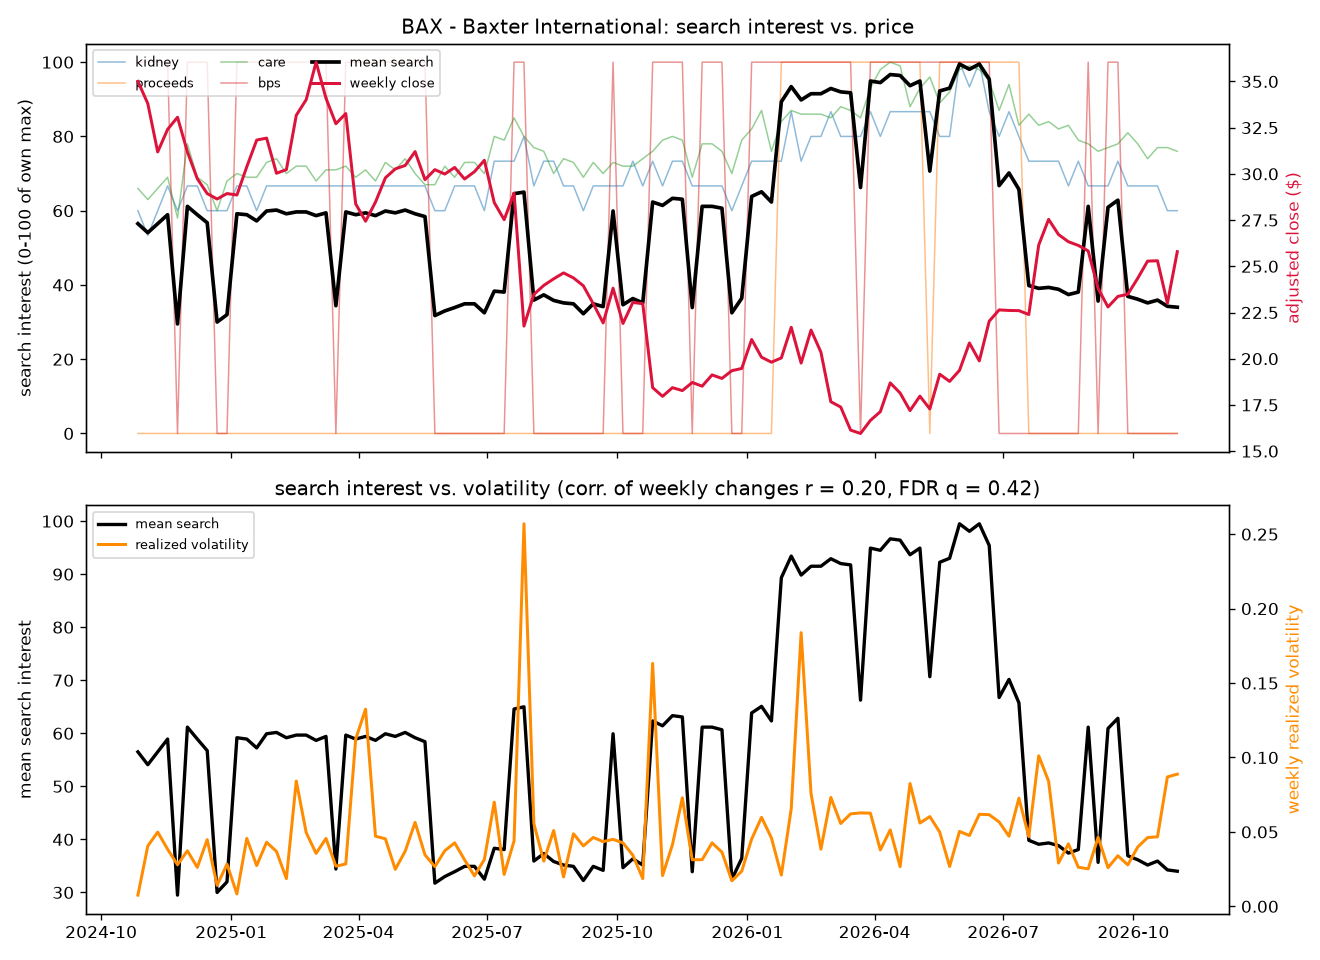 BAX - Baxter International: search interest vs. price
kidney
proceeds
care
bps
mean search
weekly close
search interest (0-100 of own max)
100
80
60
40
20
0
adjusted close ($)
35.0
32.5
30.0
27.5
25.0
22.5
20.0
17.5
15.0
search interest vs. volatility (corr. of weekly changes r = 0.20, FDR q = 0.42)
mean search
realized volatility
mean search interest
100
90
80
70
60
50
40
30
weekly realized volatility
0.25
0.20
0.15
0.10
0.05
0.00
2024-10
2025-01
2025-04
2025-07
2025-10
2026-01
2026-04
2026-07
2026-10